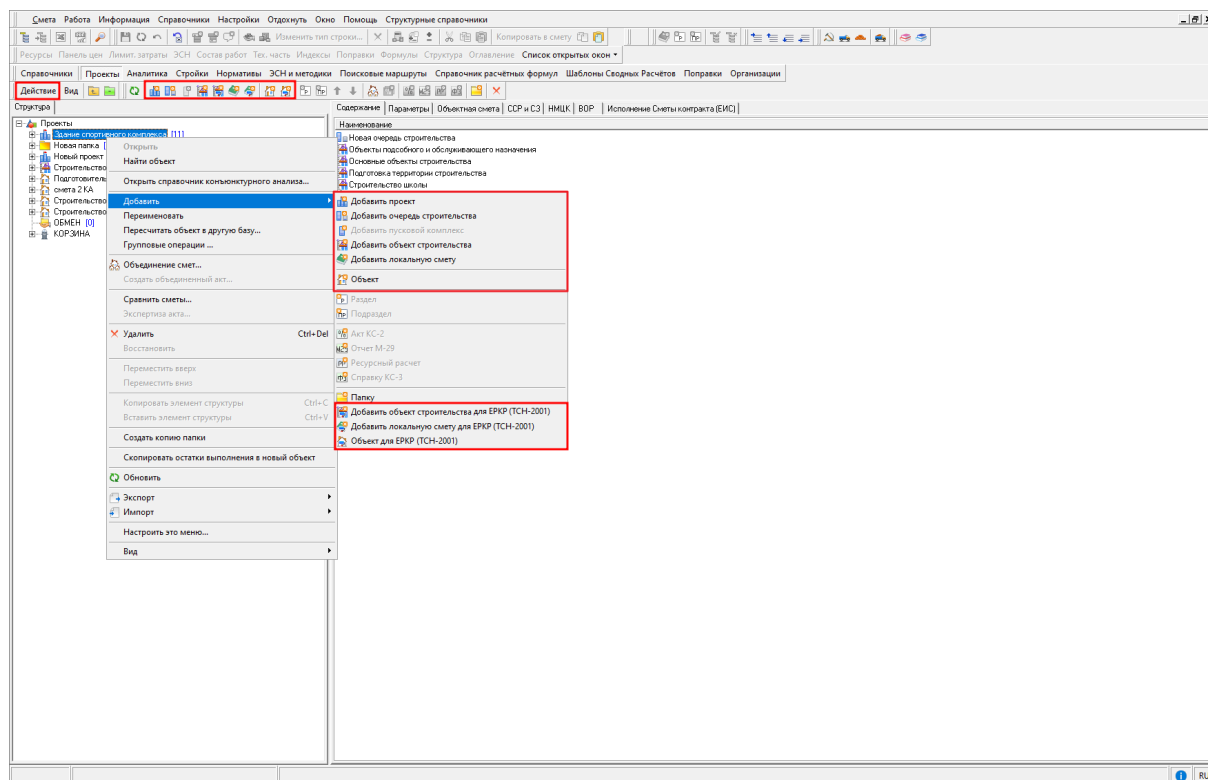 Смета Работа Информация Справочники Настройки Отдохнуть Окно Помощь Структурные справочники
Изменить тип строки... Копировать в смету
Ресурсы Панель цен Лимит. затраты ЭСН Состав работ Тех. часть Индексы Поправки Формулы Структура Оглавление Список открытых окон
Справочники Проекты Аналитика Стройки Нормативы ЭСН и методики Поисковые маршруты Справочник расчётных формул Шаблоны Сводных Расчётов Поправки Организации
Действие Вид
Структура
Содержание Параметры Объектная смета ССР и СЗ НМЦК ВОР Исполнение Сметы контракта (ЕИС)
Проекты
Здание спортивного комплекса [11]
Новая папка [
Новый проект
Строительство
Подготовитель
смета 2 КА
Строительство
Строительство
ОБМЕН [0]
КОРЗИНА
Наименование
Новая очередь строительства
Объекты подсобного и обслуживающего назначения
Основные объекты строительства
Подготовка территории строительства
Строительство школы
Открыть
Найти объект
Открыть справочник конъюнктурного анализа...
Добавить
Переименовать
Пересчитать объект в другую базу...
Групповые операции ...
Объединение смет...
Создать объединенный акт...
Сравнить сметы...
Экспертиза акта...
Удалить Ctrl+Del
Восстановить
Переместить вверх
Переместить вниз
Копировать элемент структуры Ctrl+C
Вставить элемент структуры Ctrl+V
Создать копию папки
Скопировать остатки выполнения в новый объект
Обновить
Экспорт
Импорт
Настроить это меню...
Вид
Добавить проект
Добавить очередь строительства
Добавить пусковой комплекс
Добавить объект строительства
Добавить локальную смету
Объект
Раздел
Подраздел
Акт КС-2
Отчет М-29
Ресурсный расчет
Справку КС-3
Папку
Добавить объект строительства для ЕРКР (ТСН-2001)
Добавить локальную смету для ЕРКР (ТСН-2001)
Объект для ЕРКР (ТСН-2001)
RU